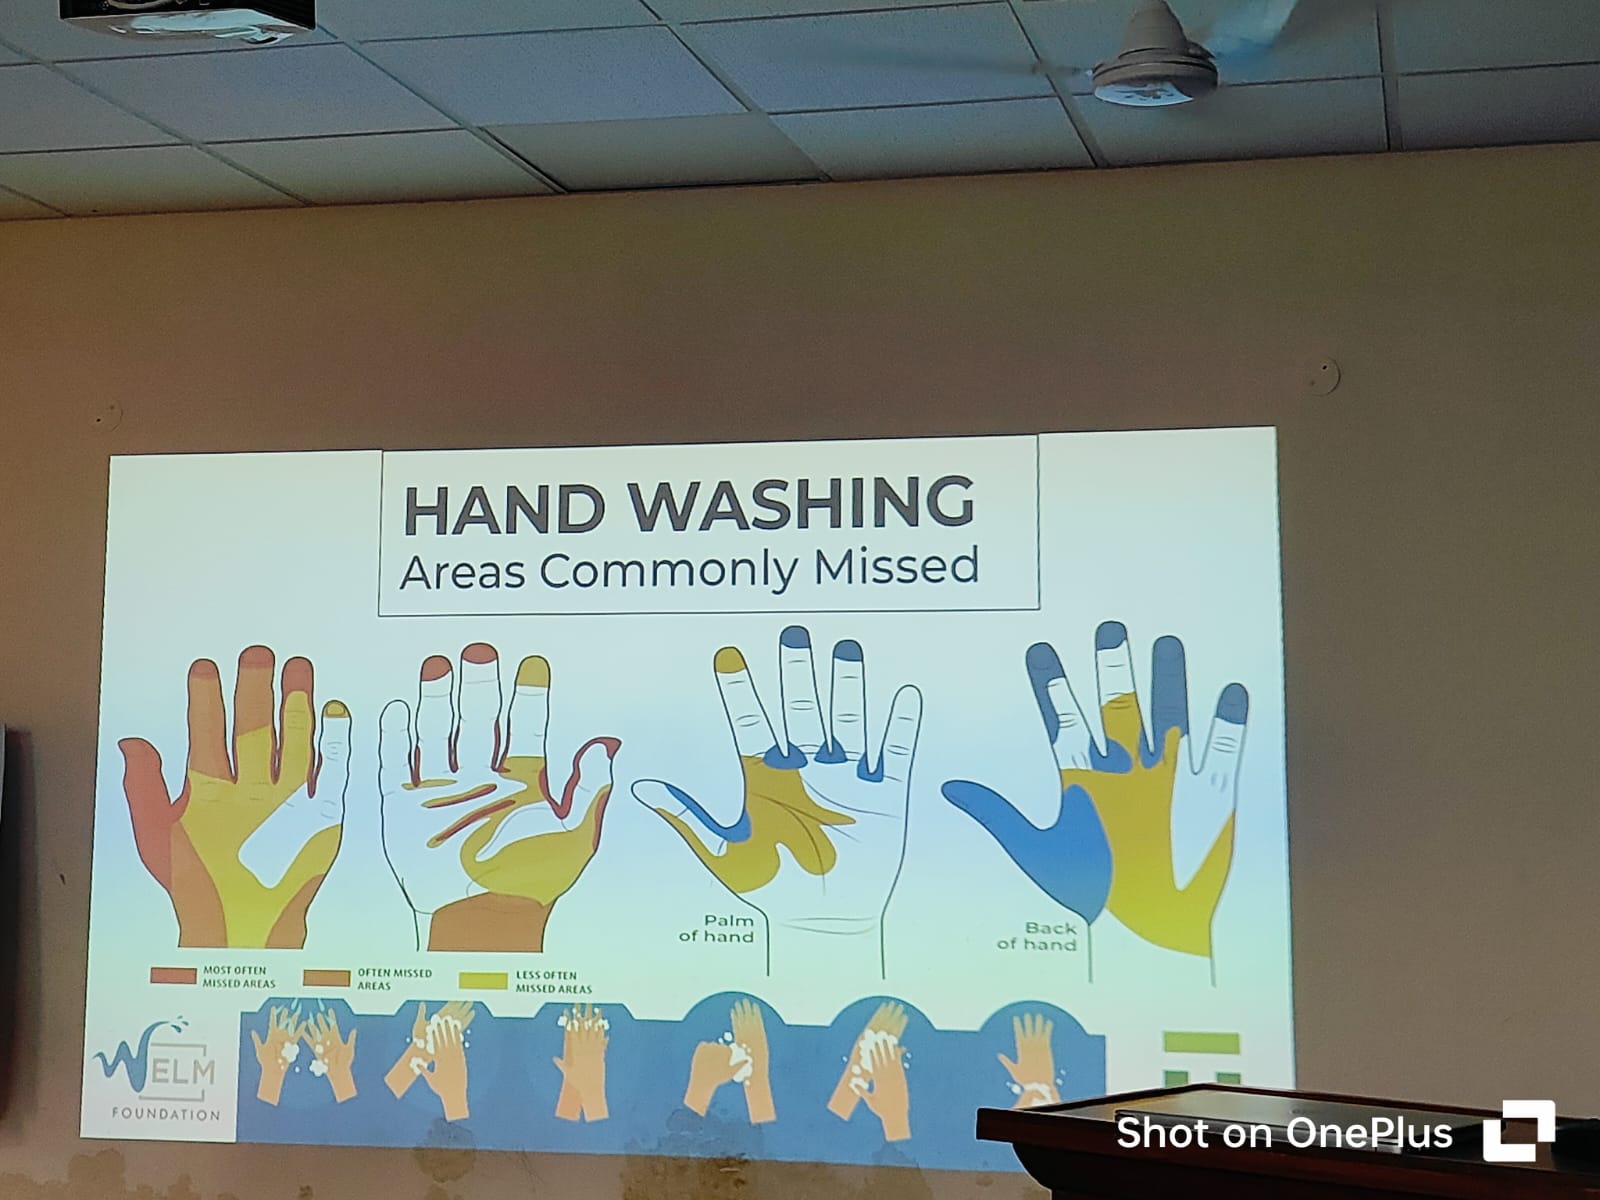 HAND WASHING
Areas Commonly Missed
Palm
of hand
Back
of hand
MOST OFTEN
MISSED AREAS
OFTEN MISSED
AREAS
LESS OFTEN
MISSED AREAS
WELM
FOUNDATION
Shot on OnePlus